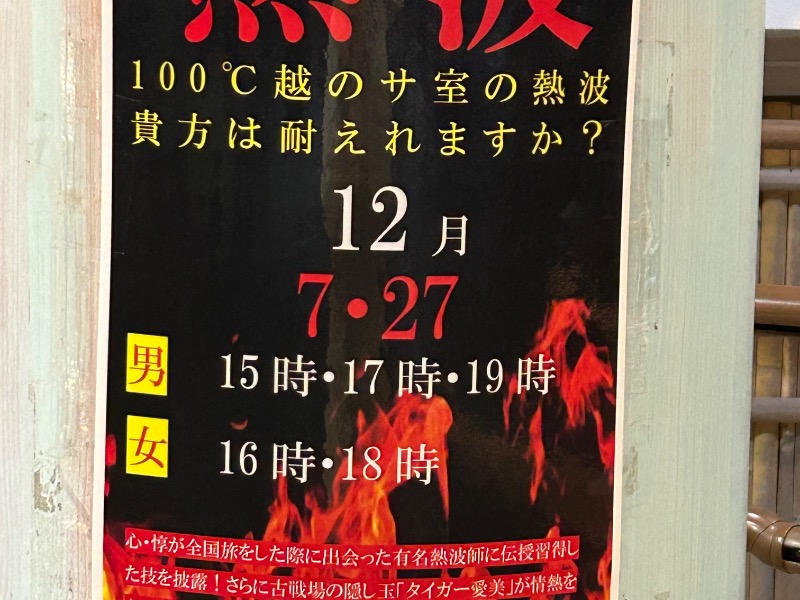 熱波
100℃越のサ室の熱波
貴方は耐えれますか？
12月
7・27
男 15時・17時・19時
女 16時・18時
心・惇が全国旅をした際に出会った有名熱波師に伝授習得し
た技を披露！さらに古戦場の隠し玉「タイガー愛美」が情熱を